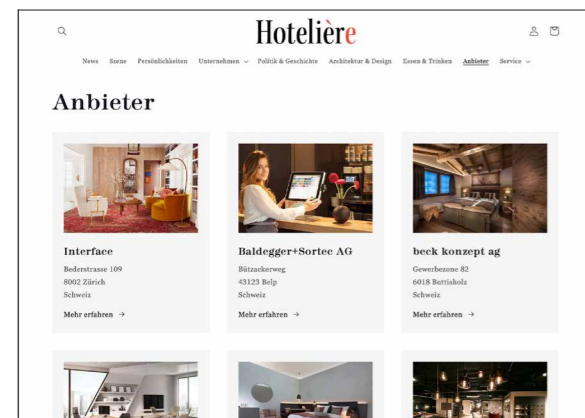 Hotelière
News Szene Persönlichkeiten Unternehmen Politik & Geschichte Architektur & Design Essen & Trinken Anbieter Service
Anbieter
Interface
Bederstrasse 109
8002 Zürich
Schweiz
Mehr erfahren →
Baldegger+Sortec AG
Bützackerweg
43123 Belp
Schweiz
Mehr erfahren →
beck konzept ag
Gewerbezone 82
6018 Buttisholz
Schweiz
Mehr erfahren →